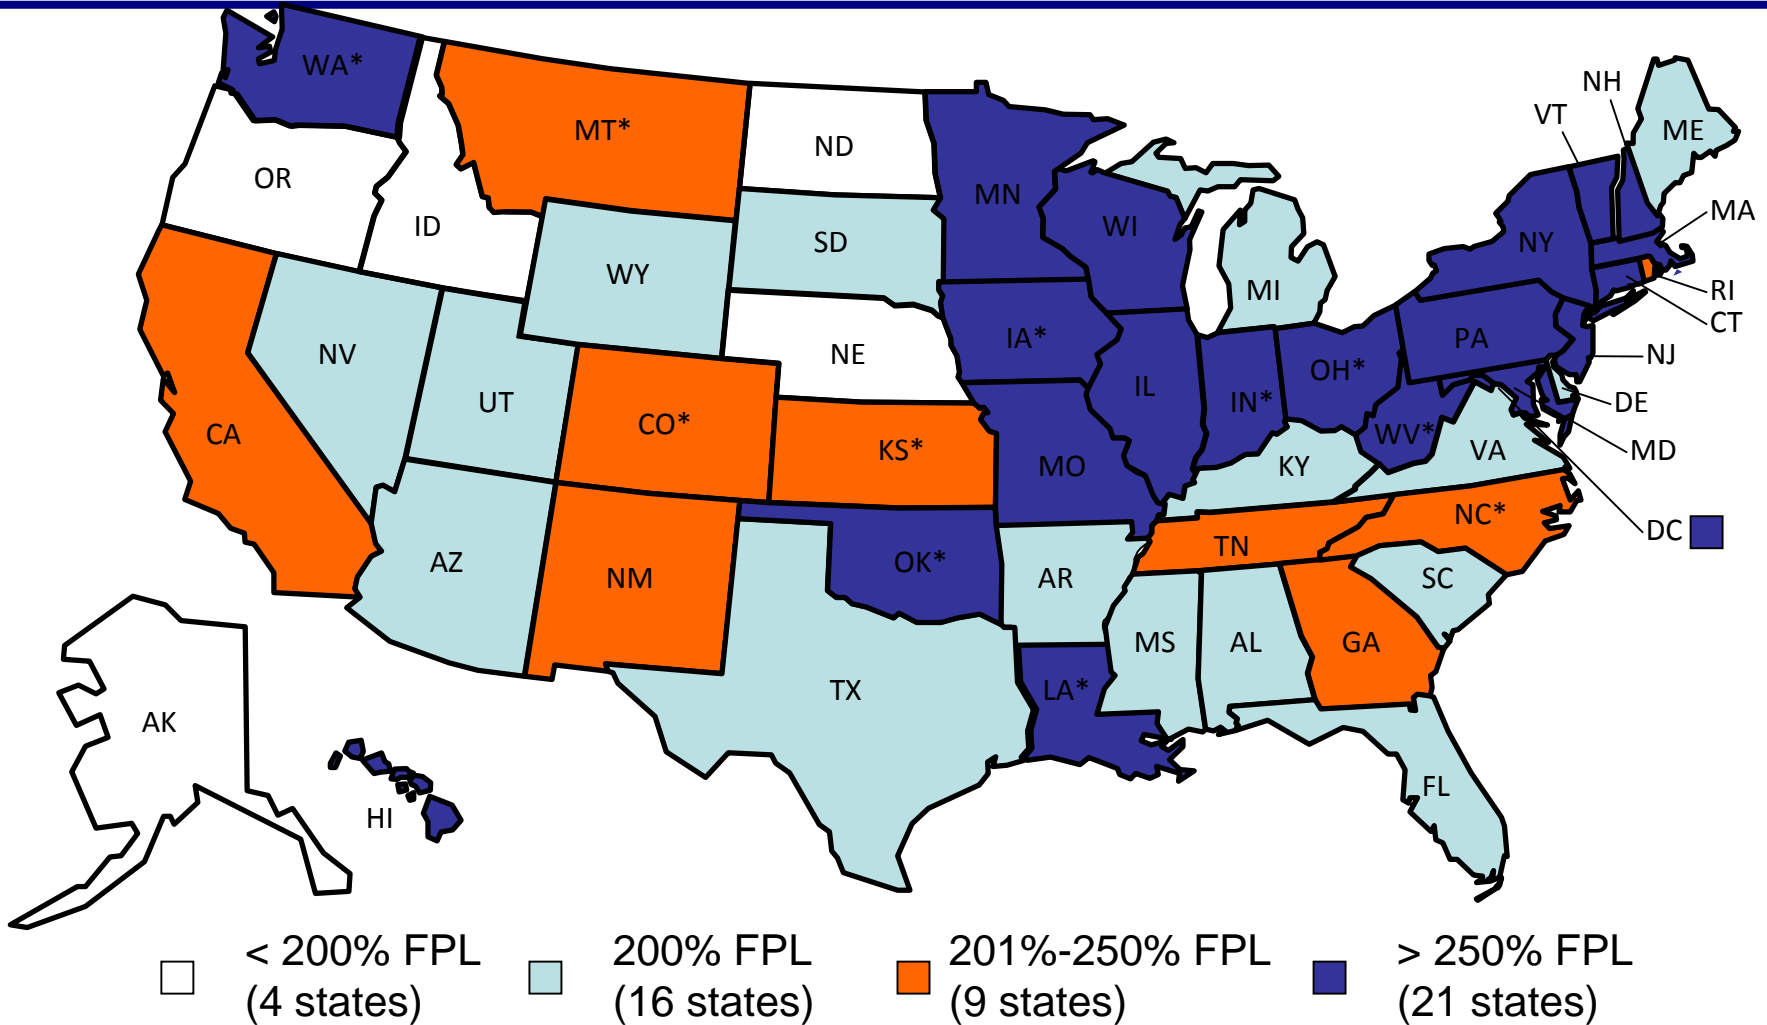 WA*
MT*
ND
OR
ID
MN
WI
SD
WY
MI
NH
VT
ME
MA
NY
RI
CT
NJ
PA
DE
MD
NV
UT
NE
IA*
IL
IN*
OH*
WV*
VA
CA
CO*
KS*
MO
KY
DC
NC*
TN
SC
AZ
NM
OK*
AR
MS
AL
GA
TX
LA*
FL
AK
HI
< 200% FPL
(4 states)
200% FPL
(16 states)
201%-250% FPL
(9 states)
> 250% FPL
(21 states)